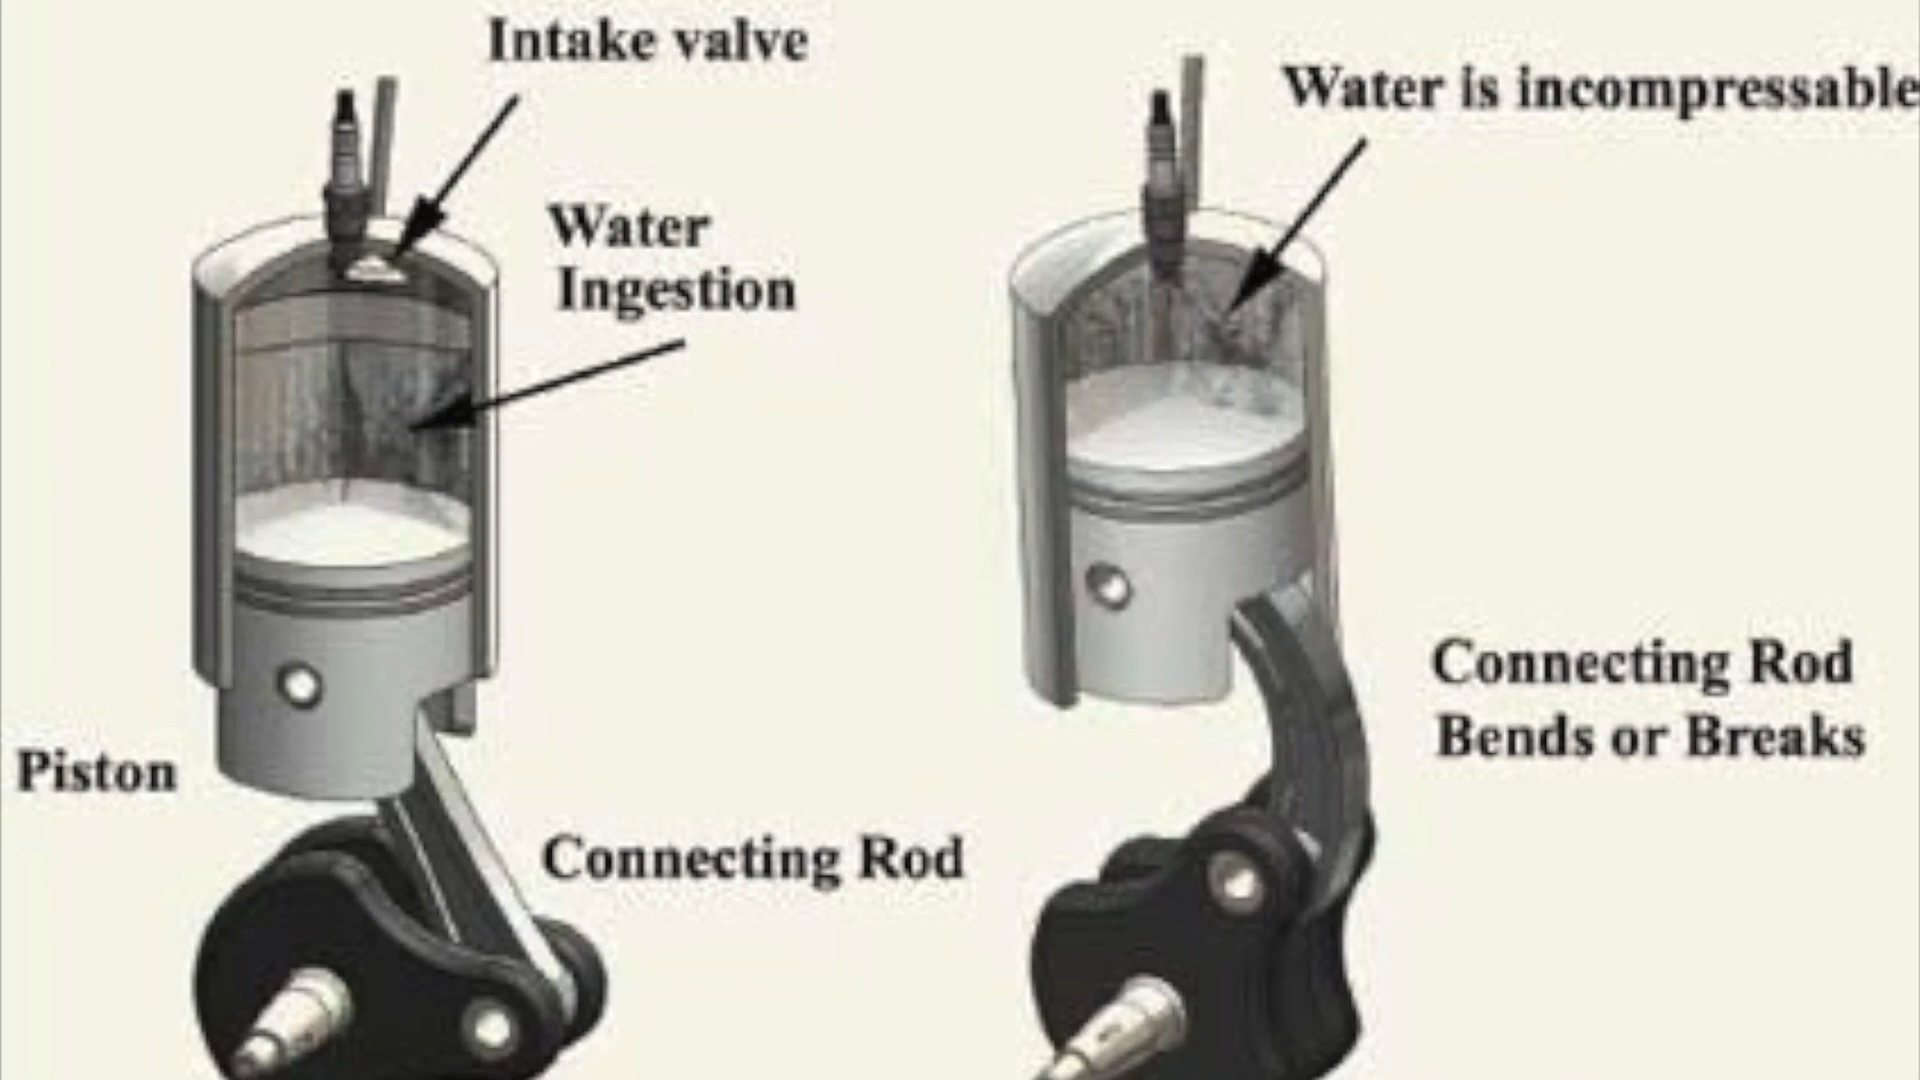 Intake valve
Water
Ingestion
Piston
Connecting Rod
Water is incompressable
Connecting Rod
Bends or Breaks